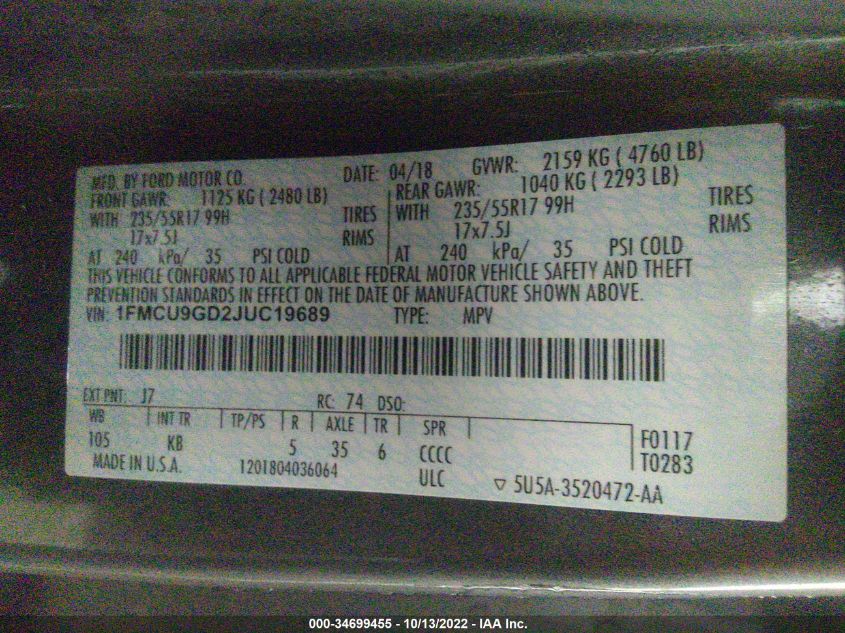 MFD. BY FORD MOTOR CO. DATE: 04/18 GVWR: 2159 KG ( 4760 LB)
FRONT GAWR: 1125 KG ( 2480 LB) REAR GAWR: 1040 KG ( 2293 LB)
WITH 235/55R17 99H TIRES WITH 235/55R17 99H TIRES
17x7.5J RIMS 17x7.5J RIMS
AT 240 kPa/ 35 PSI COLD AT 240 kPa/ 35 PSI COLD
THIS VEHICLE CONFORMS TO ALL APPLICABLE FEDERAL MOTOR VEHICLE SAFETY AND THEFT
PREVENTION STANDARDS IN EFFECT ON THE DATE OF MANUFACTURE SHOWN ABOVE.
VIN: 1FMCU9GD2JUC19689 TYPE: MPV
EXT PNT: J7 RC: 74 DSO:
WB INT TR TP/PS R AXLE TR SPR
105 KB 5 35 6 CCCC F0117
MADE IN U.S.A. 1201804036064 ULC T0283
5U5A-3520472-AA
000-34699455 - 10/13/2022 - IAA Inc.